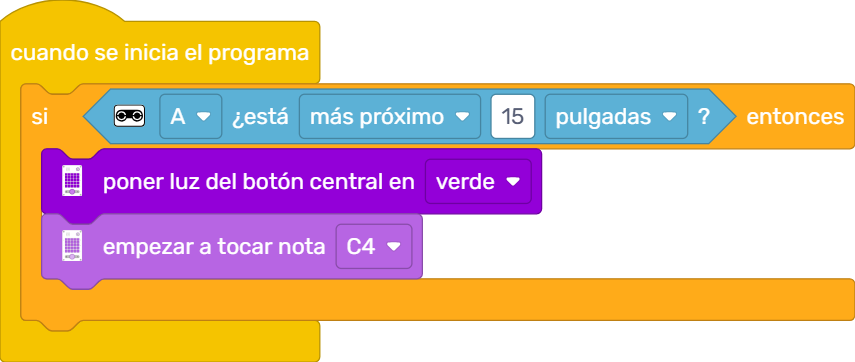 cuando se inicia el programa
si A ¿está más próximo 15 pulgadas ? entonces
poner luz del botón central en verde
empezar a tocar nota C4